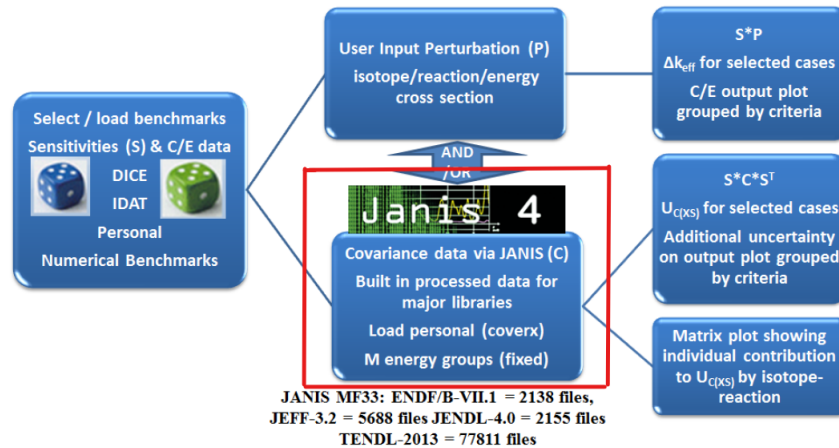 Select / load benchmarks
Sensitivities (S) & C/E data
DICE
IDAT
Personal
Numerical Benchmarks
User Input Perturbation (P)
isotope/reaction/energy
cross section
AND
/OR
Janis 4
Covariance data via JANIS (C)
Built in processed data for
major libraries
Load personal (coverx)
M energy groups (fixed)
JANIS MF33: ENDF/B-VII.1 = 2138 files,
JEFF-3.2 = 5688 files JENDL-4.0 = 2155 files
TENDL-2013 = 77811 files
S*P
Δkeff for selected cases
C/E output plot
grouped by criteria
S*C*Sᵀ
UC(XS) for selected cases
Additional uncertainty
on output plot grouped
by criteria
Matrix plot showing
individual contribution
to UC(XS) by isotope-
reaction